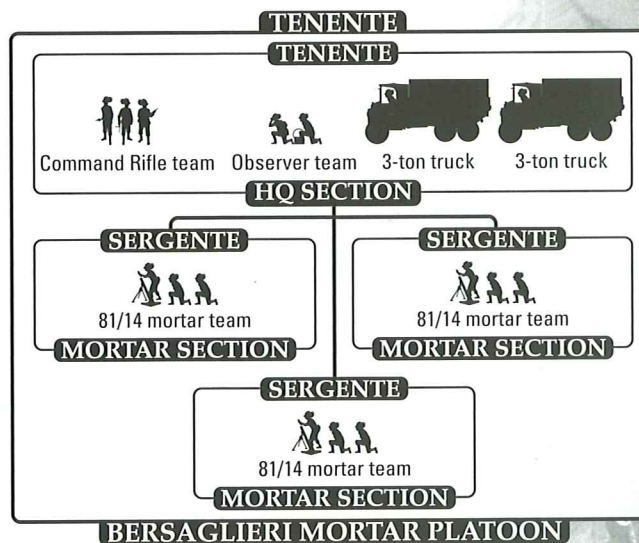 TENENTE
TENENTE
Command Rifle team Observer team 3-ton truck 3-ton truck
HQ SECTION
SERGENTE SERGENTE
81/14 mortar team 81/14 mortar team
MORTAR SECTION MORTAR SECTION
SERGENTE
81/14 mortar team
MORTAR SECTION
BERSAGLIERI MORTAR PLATOON